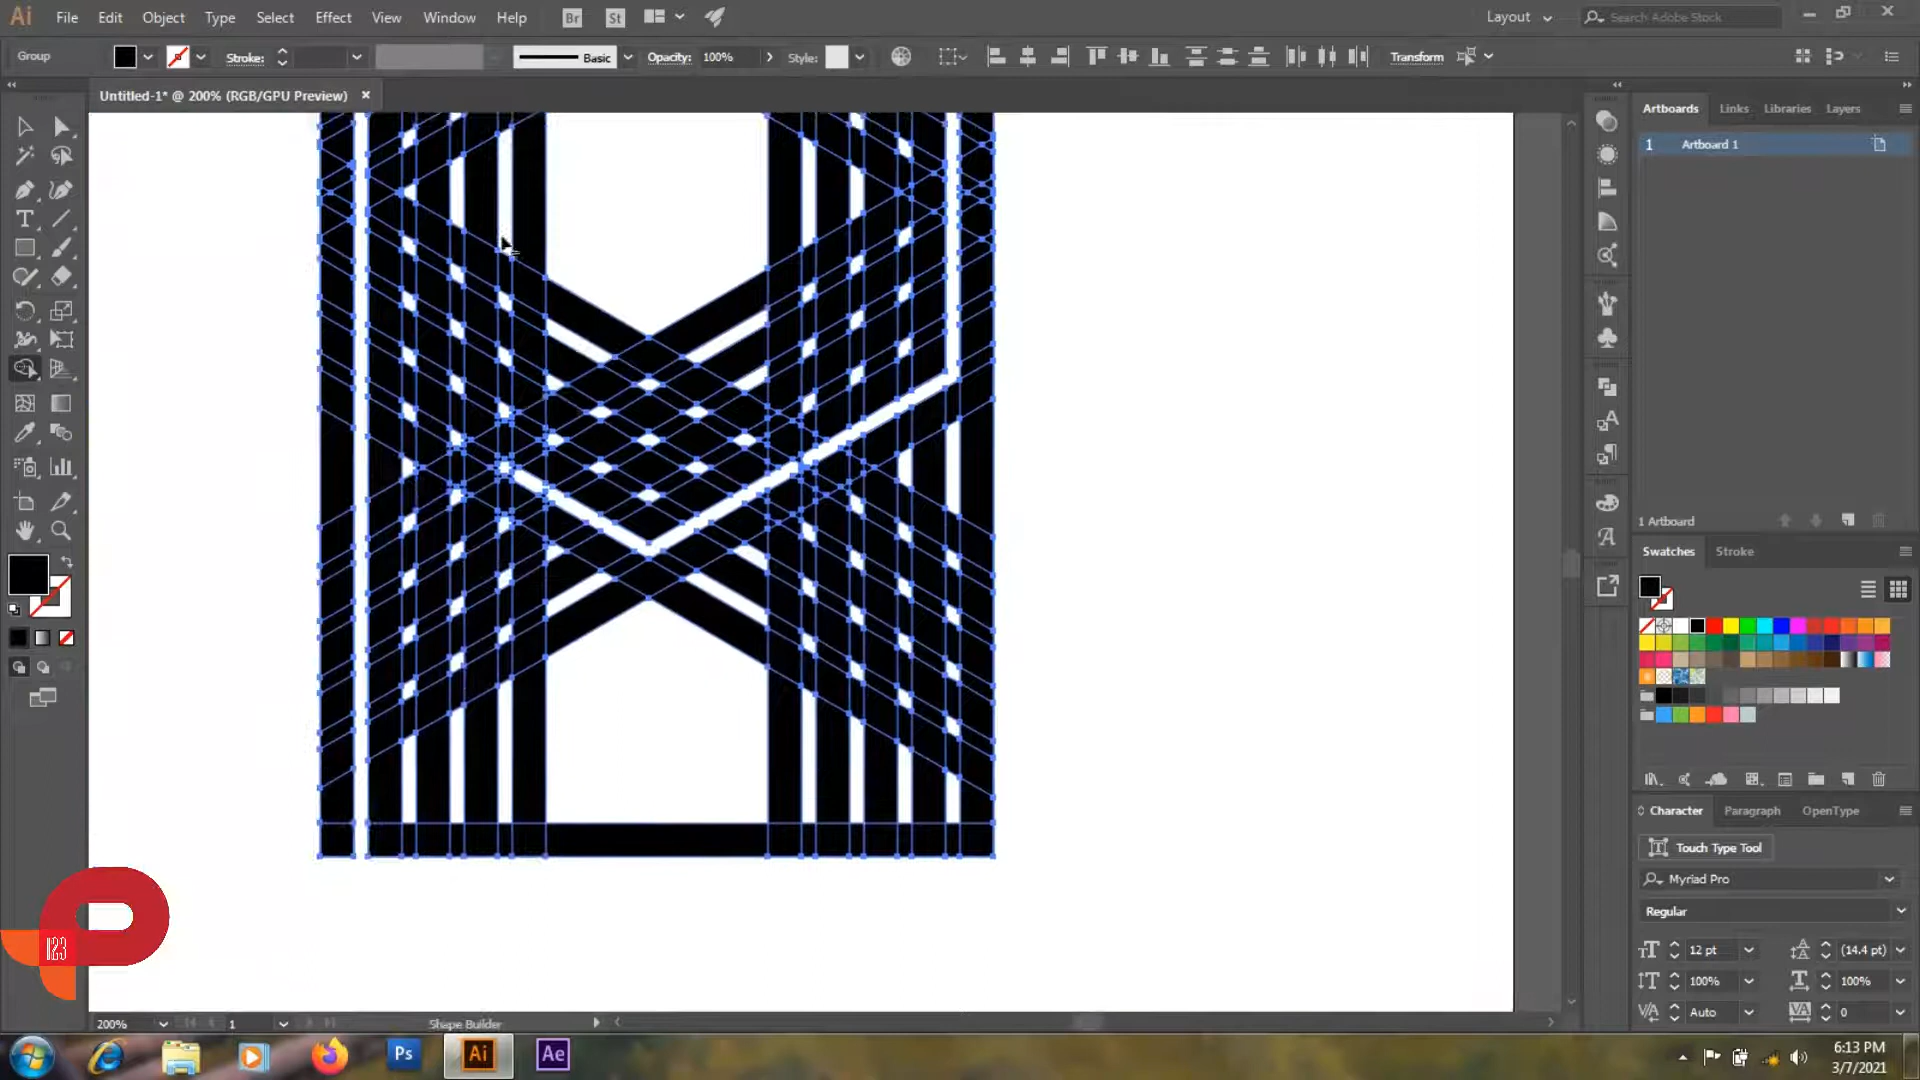 Ai File Edit Object Type Select Effect View Window Help Br St Layout Search Adobe Stock
Group Stroke: Basic Opacity: 100% Style: Transform
Untitled-1* @ 200% (RGB/GPU Preview)
Artboards Links Libraries Layers
1 Artboard 1
1 Artboard
Swatches Stroke
Character Paragraph OpenType
Touch Type Tool
Myriad Pro
Regular
12 pt (14.4 pt)
100% 100%
Auto 0
123
200% 1 Shape Builder
Ps Ai Ae
6:13 PM
3/7/2021